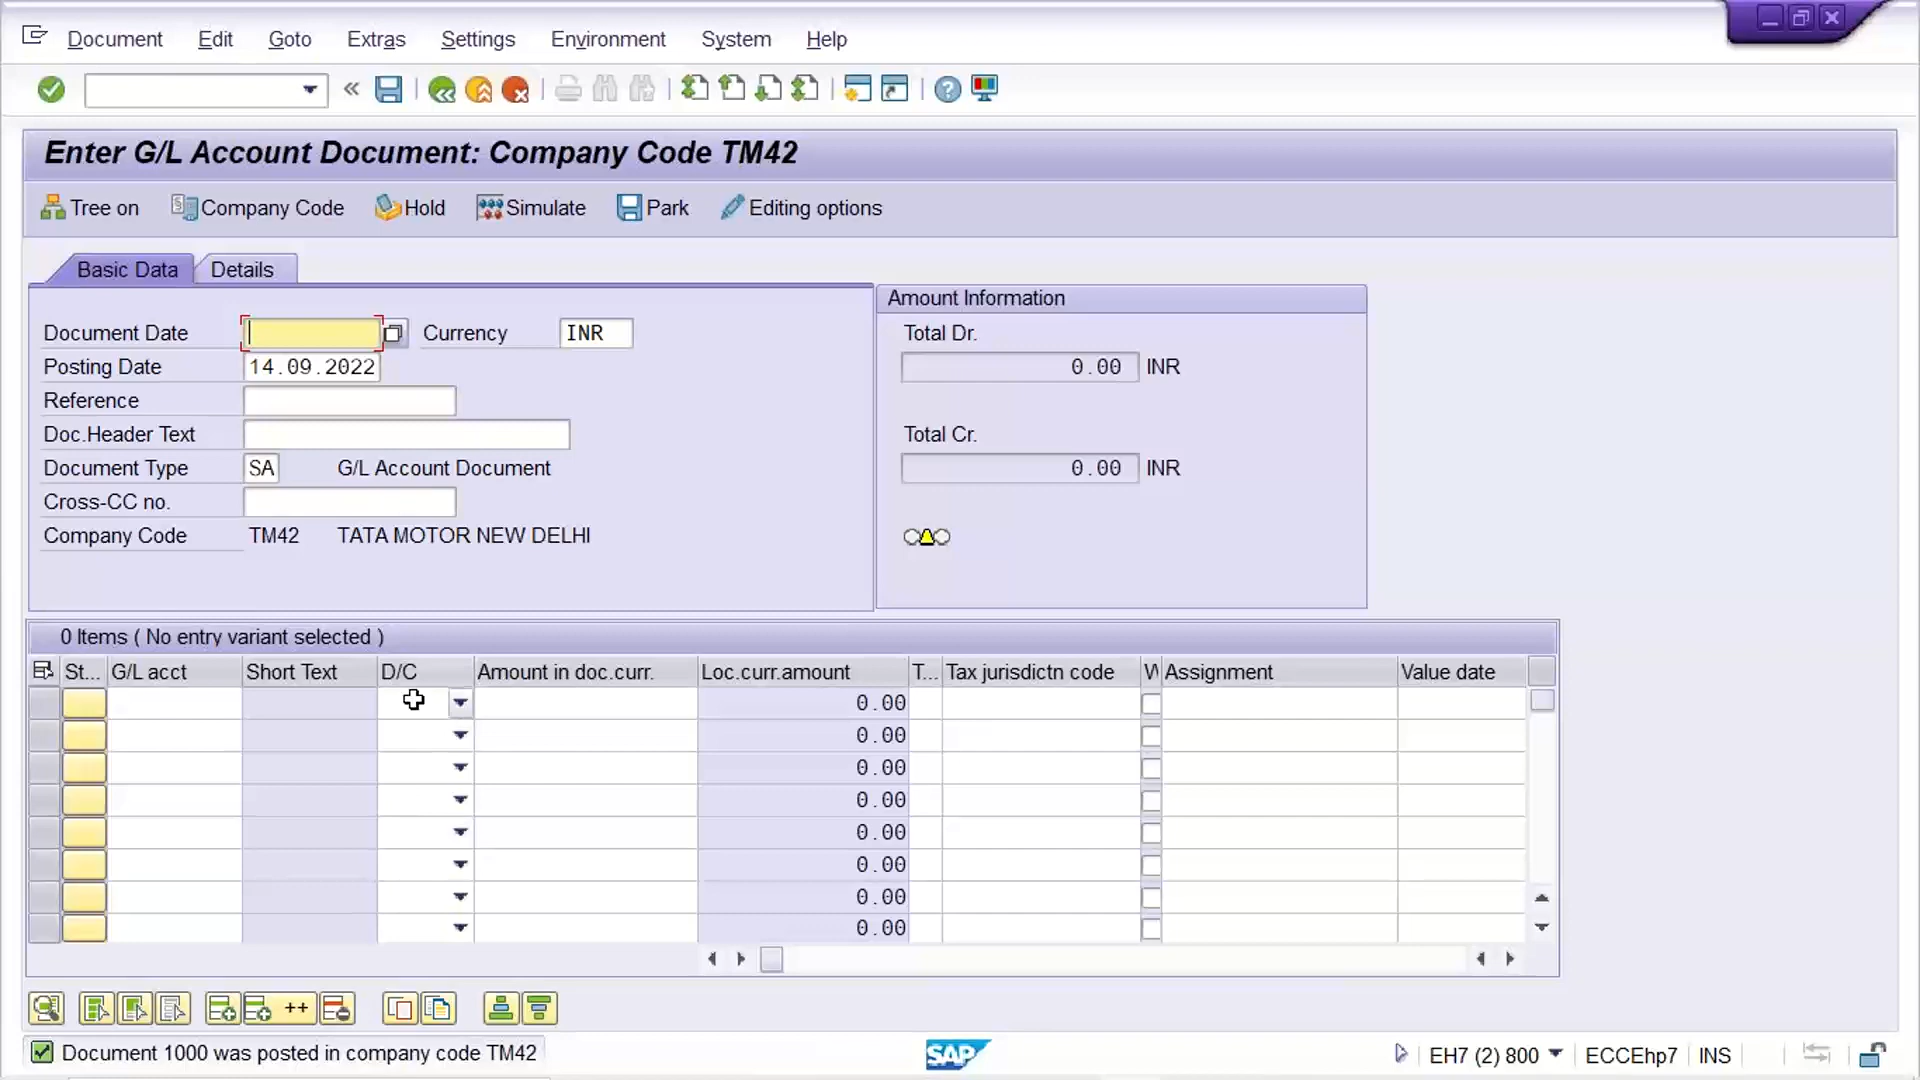 Document Edit Goto Extras Settings Environment System Help
Enter G/L Account Document: Company Code TM42
Tree on Company Code Hold Simulate Park Editing options
Basic Data Details
Amount Information
Document Date Currency INR Total Dr.
Posting Date 14.09.2022 0.00 INR
Reference
Doc.Header Text Total Cr.
Document Type SA G/L Account Document 0.00 INR
Cross-CC no.
Company Code TM42 TATA MOTOR NEW DELHI
0 Items ( No entry variant selected )
St... G/L acct Short Text D/C Amount in doc.curr. Loc.curr.amount T... Tax jurisdictn code W Assignment Value date
0.00
0.00
0.00
0.00
0.00
0.00
0.00
0.00
Document 1000 was posted in company code TM42 SAP EH7 (2) 800 ECCEhp7 INS